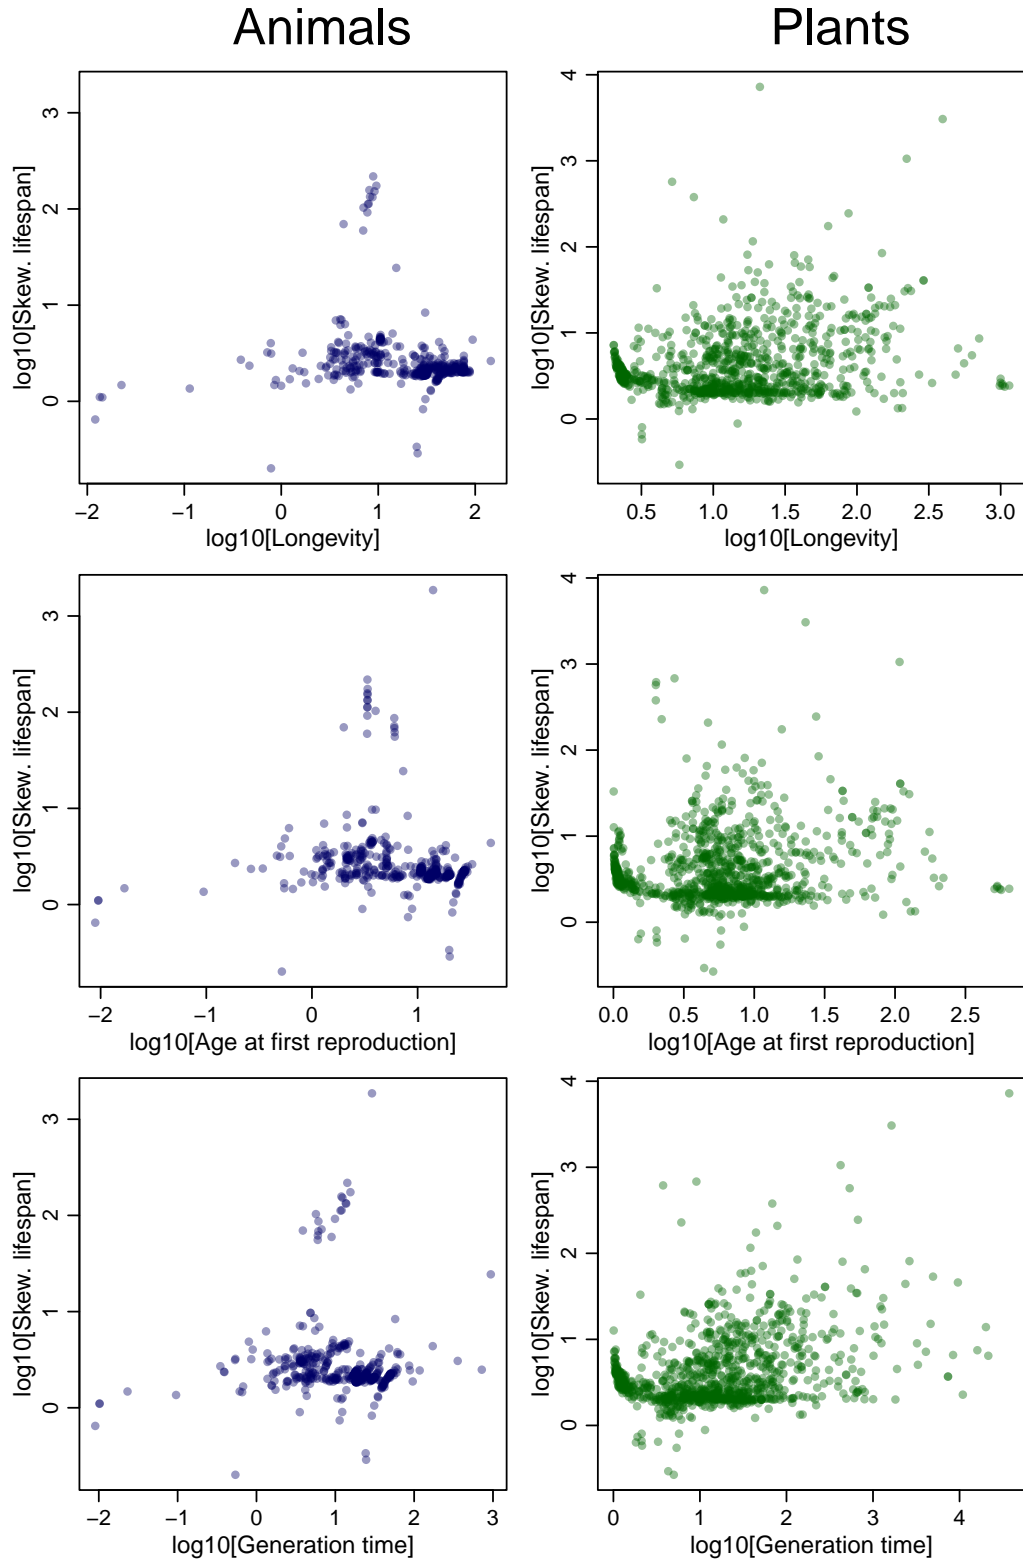 Animals Plants
3
2
1
0
log10[Skew. lifespan]
−2 −1 0 1 2
log10[Longevity]
4
3
2
1
0
log10[Skew. lifespan]
0.5 1.0 1.5 2.0 2.5 3.0
log10[Longevity]
3
2
1
0
log10[Skew. lifespan]
−2 −1 0 1
log10[Age at first reproduction]
4
3
2
1
0
log10[Skew. lifespan]
0.0 0.5 1.0 1.5 2.0 2.5
log10[Age at first reproduction]
3
2
1
0
log10[Skew. lifespan]
−2 −1 0 1 2 3
log10[Generation time]
4
3
2
1
0
log10[Skew. lifespan]
0 1 2 3 4
log10[Generation time]